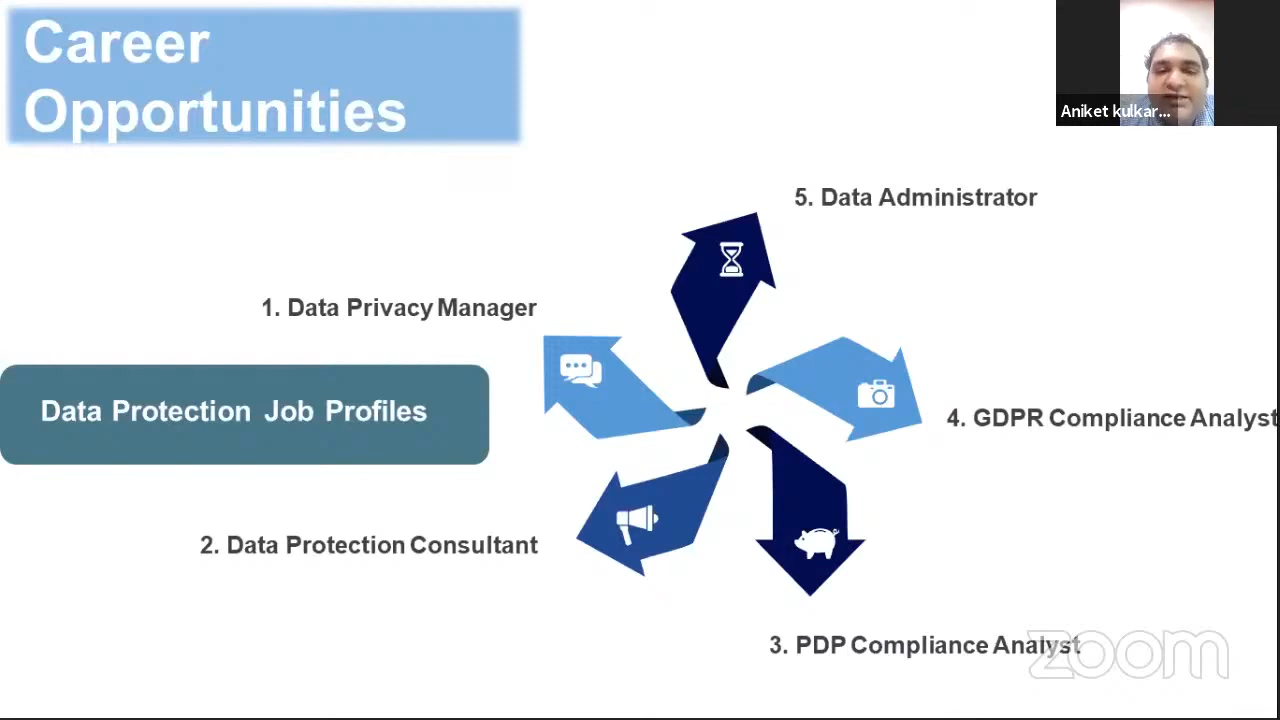 Career
Opportunities
Aniket kulkar...
5. Data Administrator
1. Data Privacy Manager
Data Protection Job Profiles
4. GDPR Compliance Analyst
2. Data Protection Consultant
3. PDP Compliance Analyst
zoom